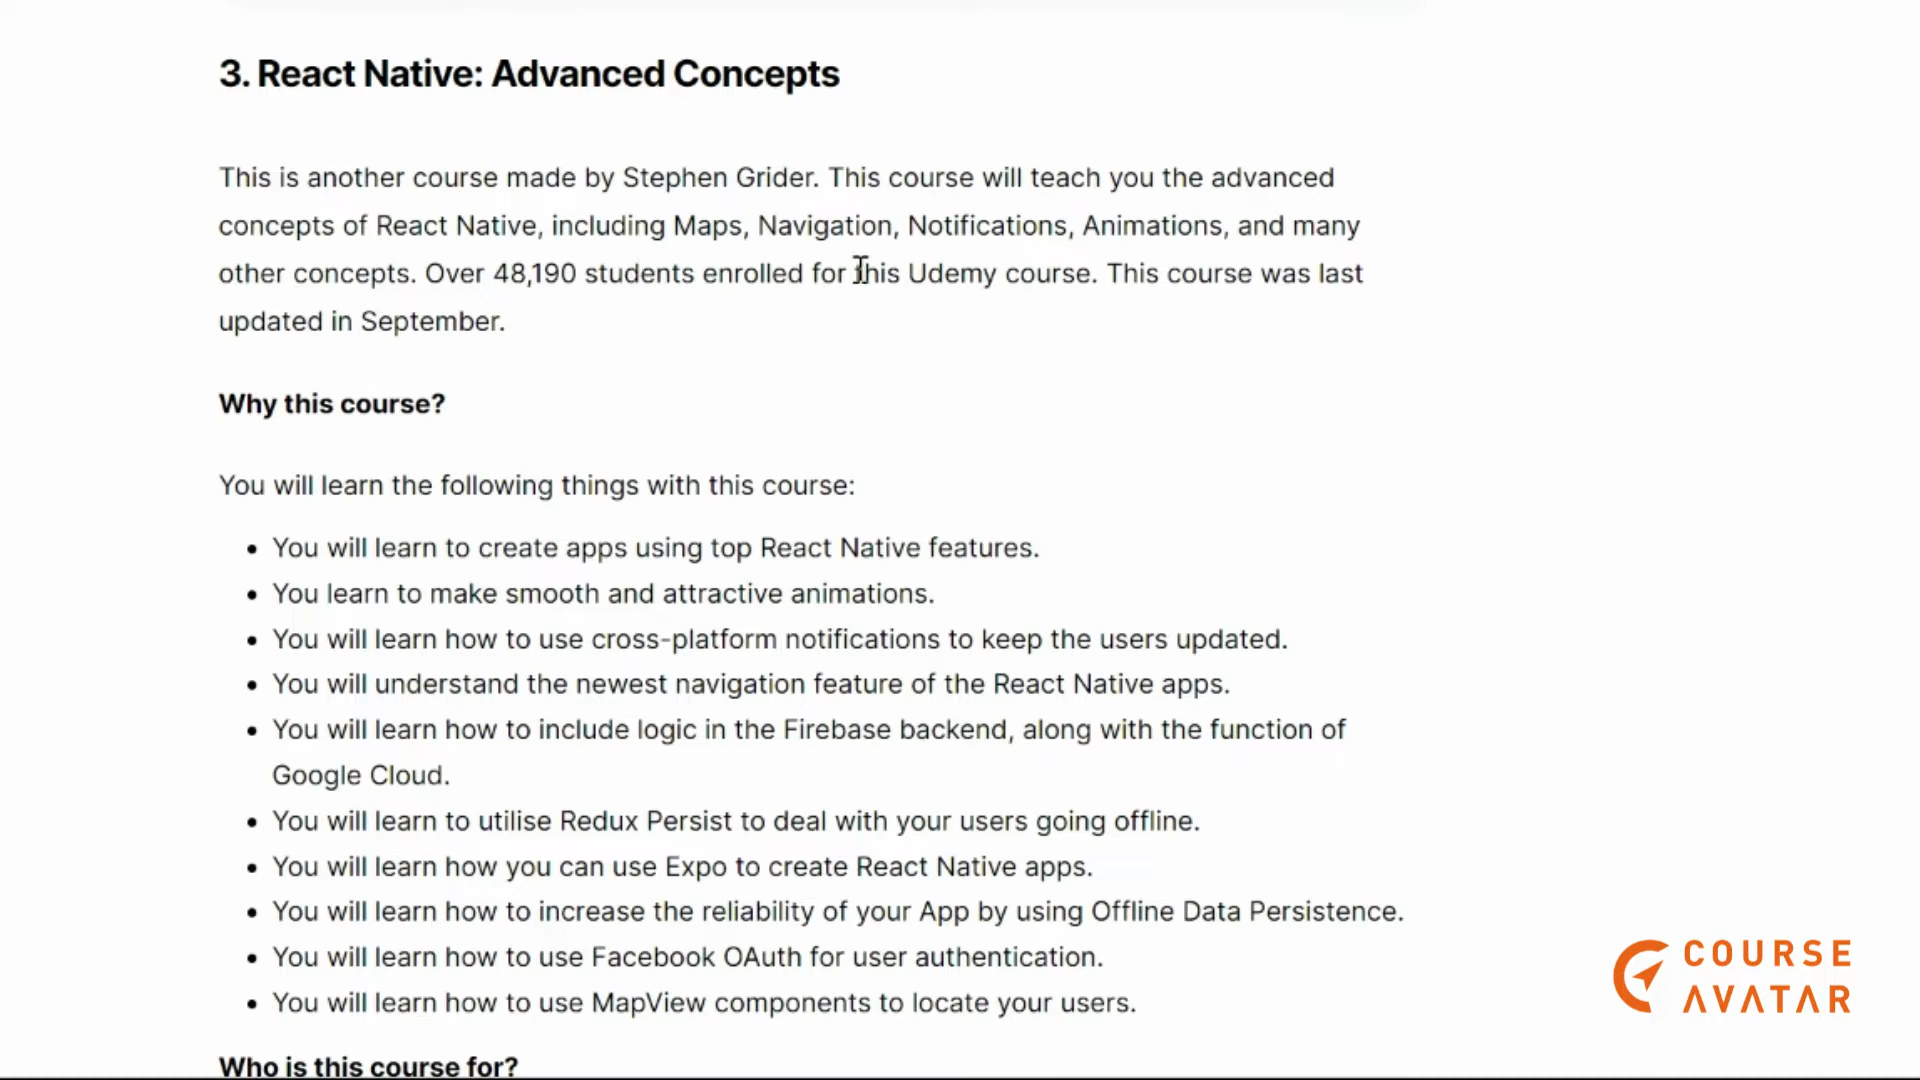 3. React Native: Advanced Concepts
This is another course made by Stephen Grider. This course will teach you the advanced
concepts of React Native, including Maps, Navigation, Notifications, Animations, and many
other concepts. Over 48,190 students enrolled for this Udemy course. This course was last
updated in September.
Why this course?
You will learn the following things with this course:
• You will learn to create apps using top React Native features.
• You learn to make smooth and attractive animations.
• You will learn how to use cross-platform notifications to keep the users updated.
• You will understand the newest navigation feature of the React Native apps.
• You will learn how to include logic in the Firebase backend, along with the function of
Google Cloud.
• You will learn to utilise Redux Persist to deal with your users going offline.
• You will learn how you can use Expo to create React Native apps.
• You will learn how to increase the reliability of your App by using Offline Data Persistence.
• You will learn how to use Facebook OAuth for user authentication.
• You will learn how to use MapView components to locate your users.
Who is this course for?
COURSE
AVATAR